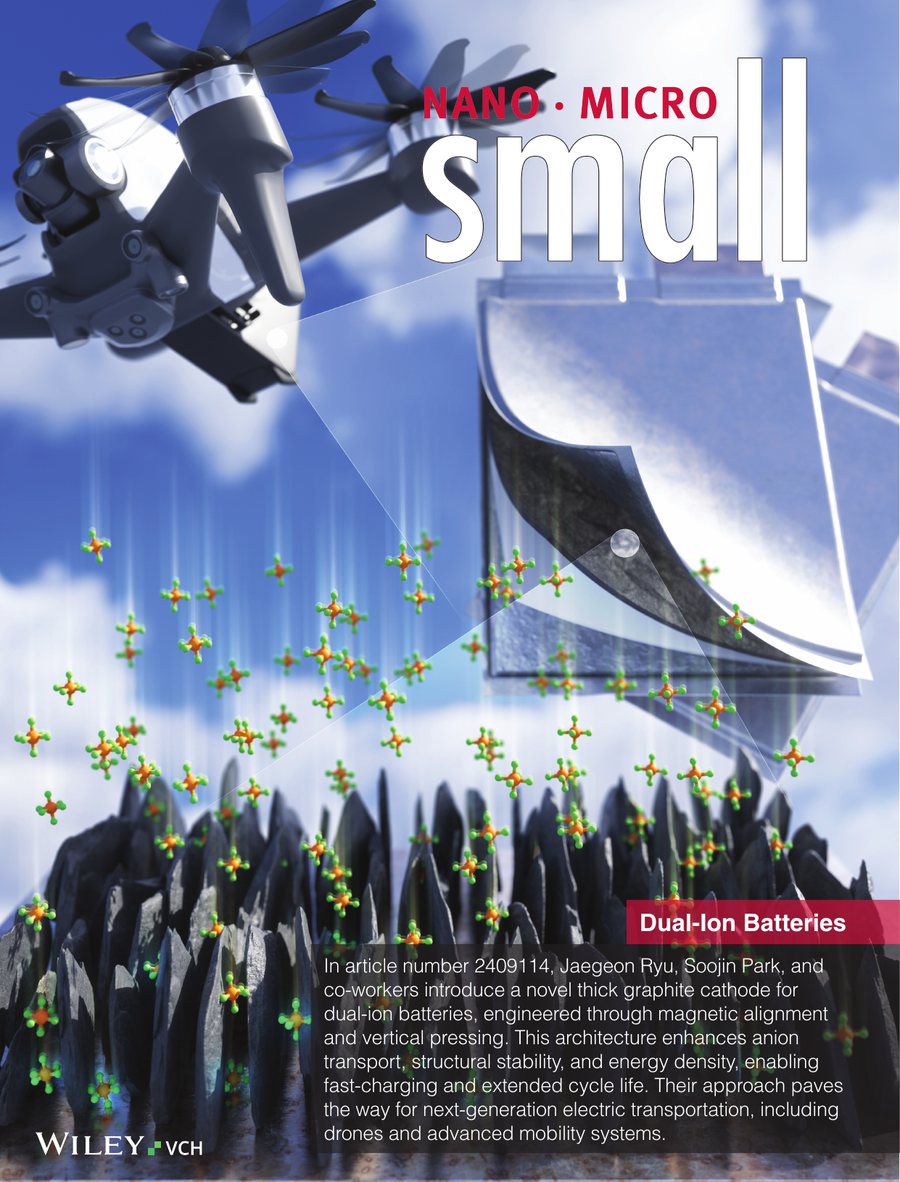 NANO · MICRO
small
Dual-Ion Batteries
In article number 2409114, Jaegeon Ryu, Soojin Park, and
co-workers introduce a novel thick graphite cathode for
dual-ion batteries, engineered through magnetic alignment
and vertical pressing. This architecture enhances anion
transport, structural stability, and energy density, enabling
fast-charging and extended cycle life. Their approach paves
the way for next-generation electric transportation, including
drones and advanced mobility systems.
WILEY VCH